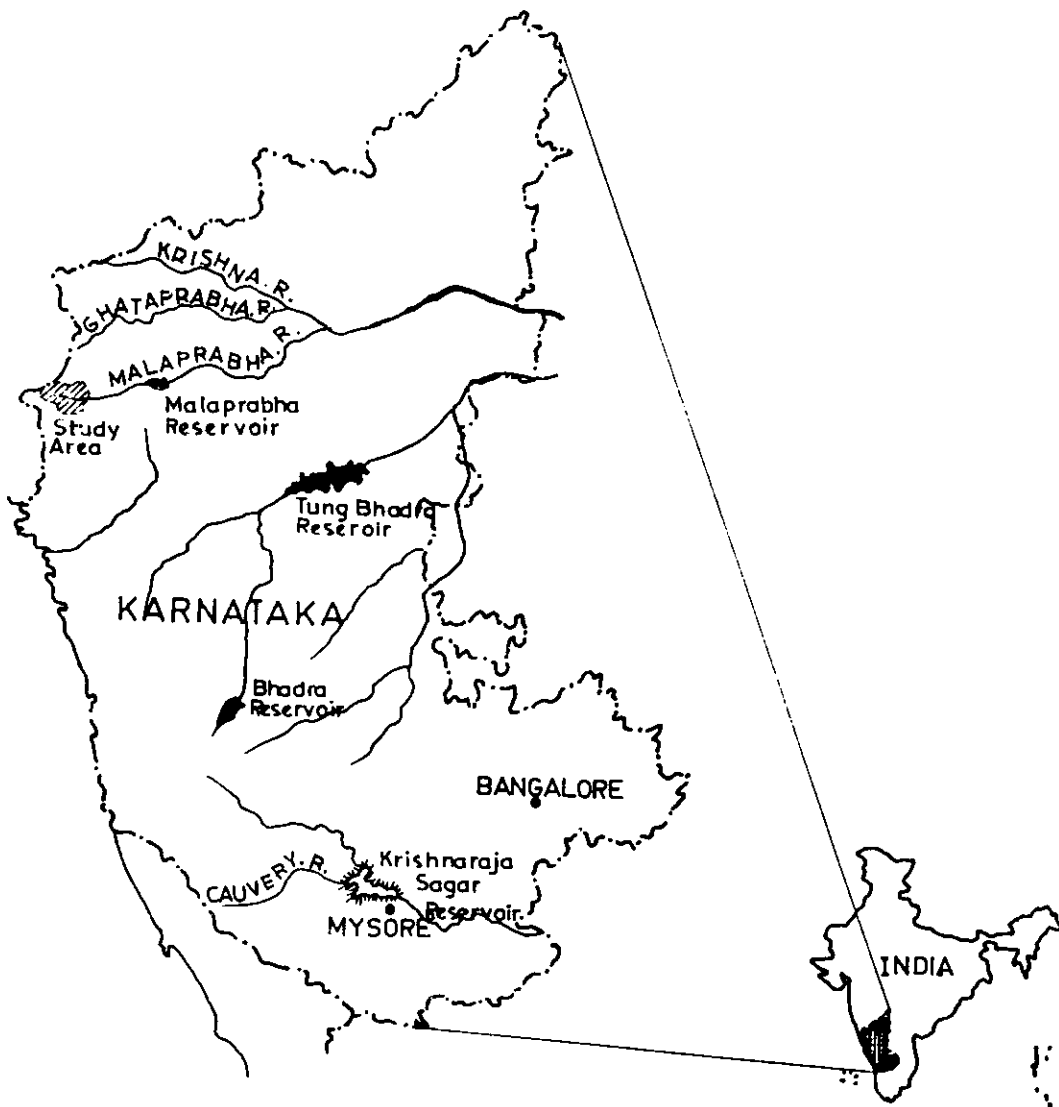 KRISHNA.R.
GHATAPRABHA.R.
MALAPRABHA.R.
Malaprabha
Reservoir
Study
Area
Tung Bhadra
Reseroir
KARNATAKA
Bhadra
Reservoir
BANGALORE
Krishnaraja
Sagar
Reservoir.
CAUVERY.R.
MYSORE
INDIA